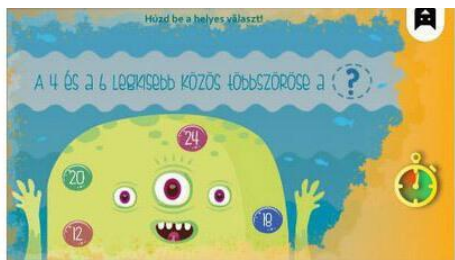 Húzd be a helyes választ!
A 4 és a 6 legkisebb közös többszöröse a ?
24
20
12
18